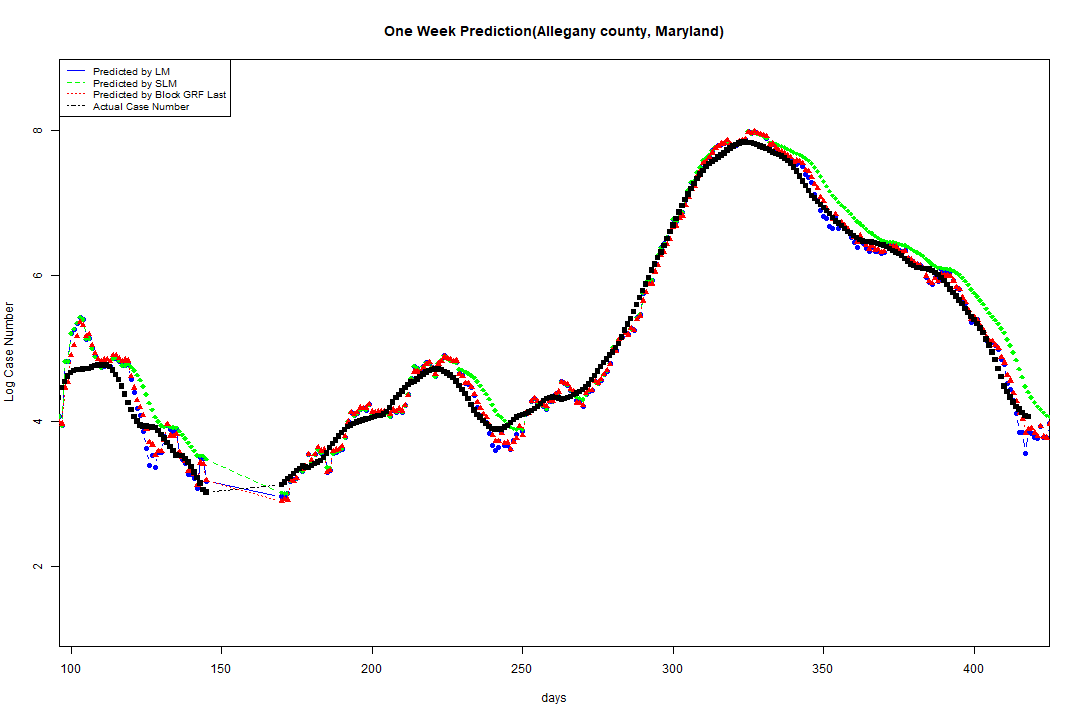 One Week Prediction(Allegany county, Maryland)
Predicted by LM
Predicted by SLM
Predicted by Block GRF Last
Actual Case Number
8
6
4
2
Log Case Number
100 150 200 250 300 350 400
days